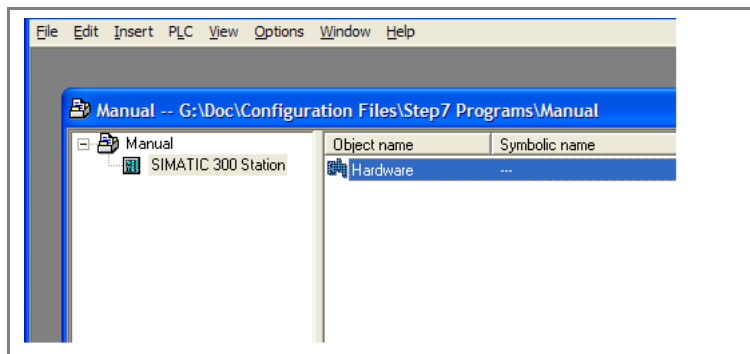 File Edit Insert PLC View Options Window Help
Manual -- G:\Doc\Configuration Files\Step7 Programs\Manual
Manual
SIMATIC 300 Station
Object name Symbolic name
Hardware ---